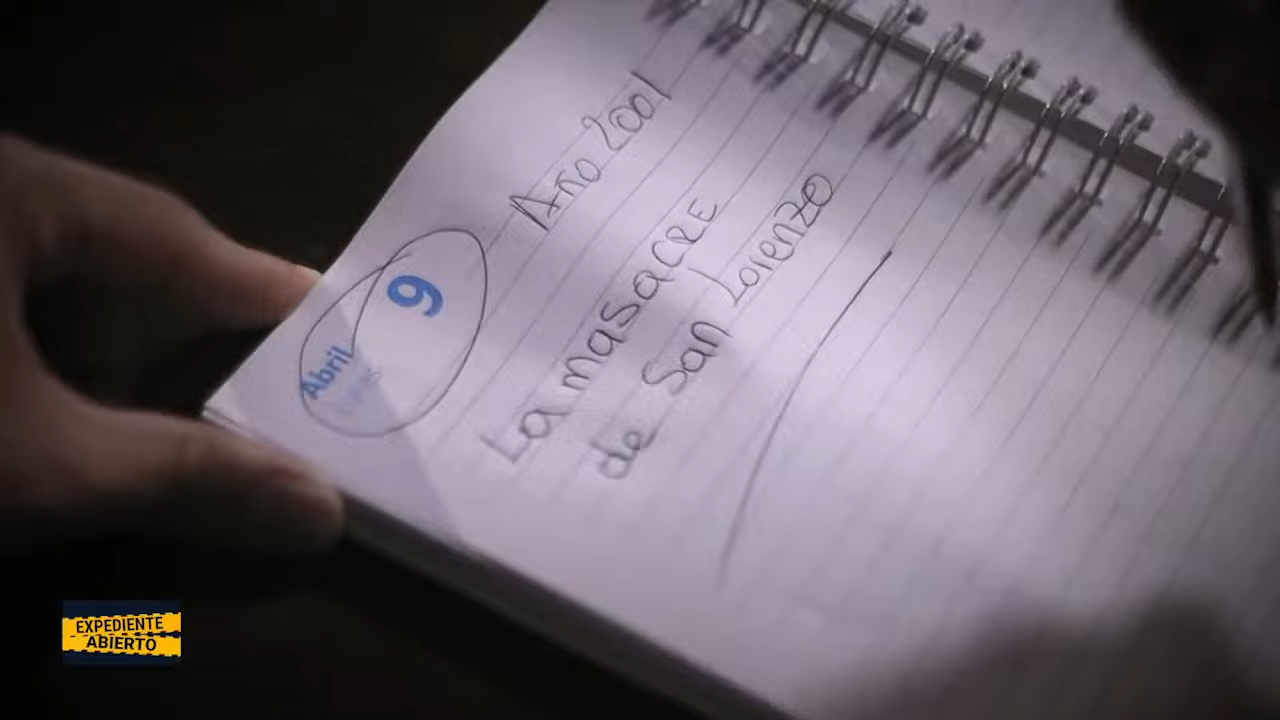 Año 2001
9
Abril
La masacre
de San Lorenzo
EXPEDIENTE
ABIERTO